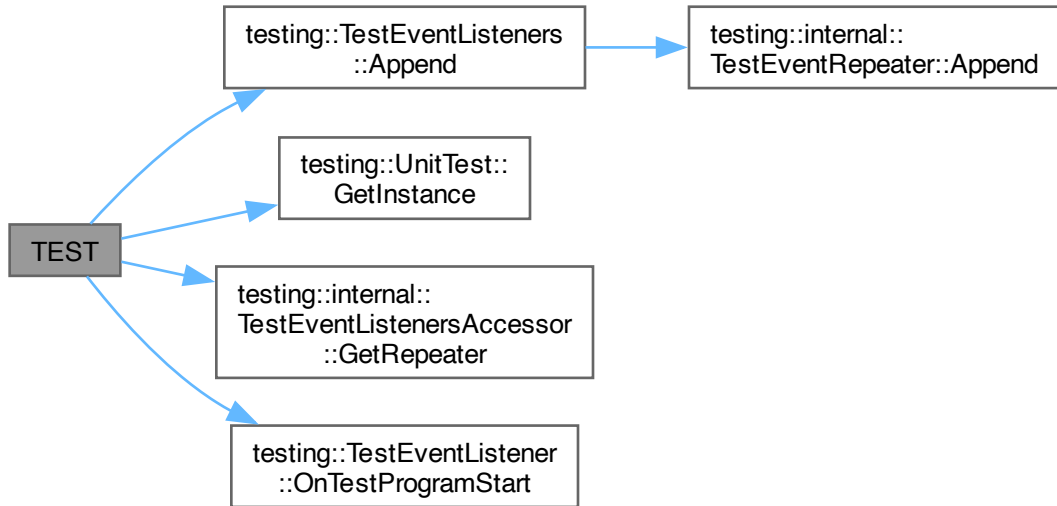 testing::TestEventListeners
::Append
testing::internal::
TestEventRepeater::Append
testing::UnitTest::
GetInstance
TEST
testing::internal::
TestEventListenersAccessor
::GetRepeater
testing::TestEventListener
::OnTestProgramStart